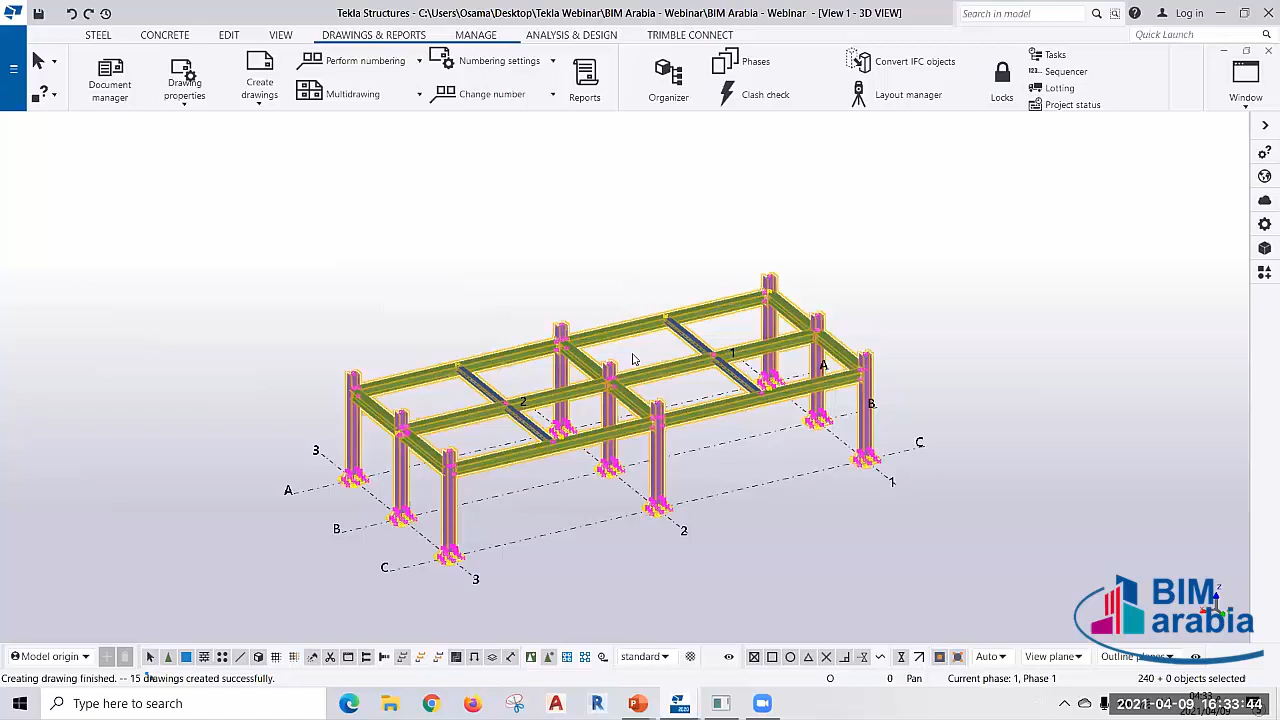 Tekla Structures - C:\Users\Osama\Desktop\Tekla Webinar\BIM Arabia - Webinar
[View 1 - 3D]
Search in model
Log in
STEEL
CONCRETE
EDIT
VIEW
DRAWINGS & REPORTS
MANAGE
ANALYSIS & DESIGN
TRIMBLE CONNECT
Quick Launch
Document manager
Drawing properties
Create drawings
Perform numbering
Multidrawing
Numbering settings
Change number
Reports
Organizer
Phases
Clash check
Convert IFC objects
Layout manager
Locks
Tasks
Sequencer
Lotting
Project status
Window
1
A
2
B
3
C
A
1
B
2
C
3
Z
BIM
arabia
Model origin
standard
Auto
View plane
Outline planes
Creating drawing finished. -- 15 drawings created successfully.
O
0
Pan
Current phase: 1, Phase 1
240 + 0 objects selected
Type here to search
04:33
2021-04-09 16:33:44